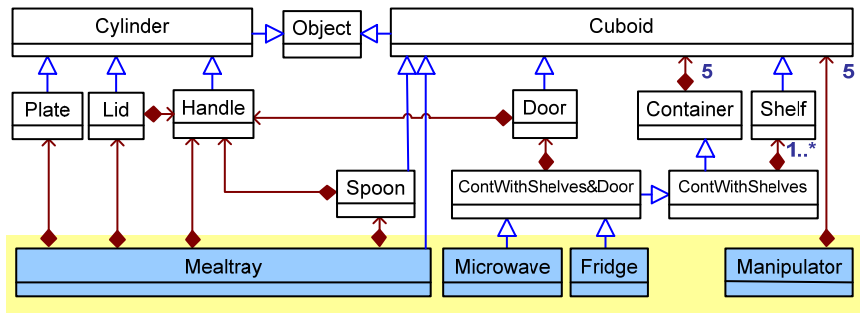 Cylinder
Object
Cuboid
5
5
Plate
Lid
Handle
Door
Container
Shelf
1..*
Spoon
ContWithShelves&Door
ContWithShelves
Mealtray
Microwave
Fridge
Manipulator